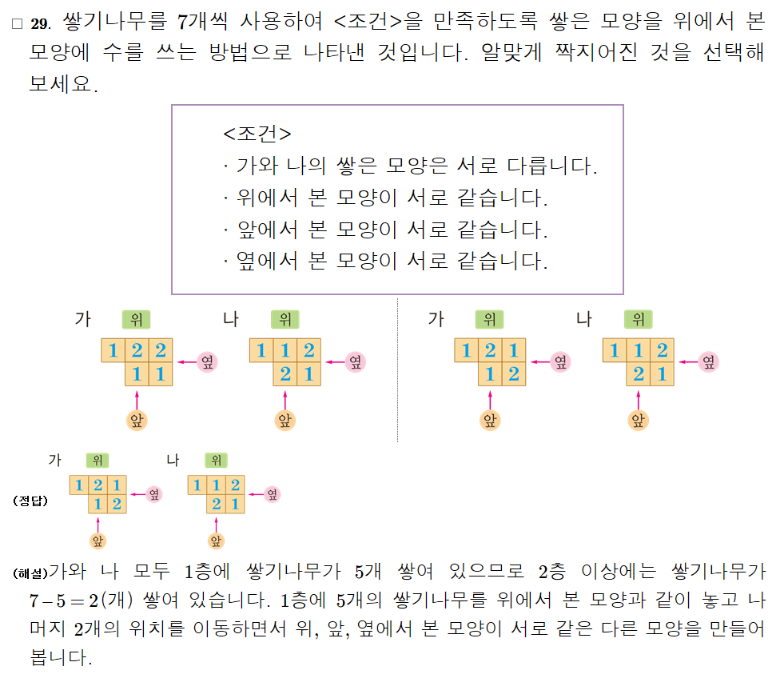 □ 29. 쌓기나무를 7개씩 사용하여 <조건>을 만족하도록 쌓은 모양을 위에서 본
모양에 수를 쓰는 방법으로 나타낸 것입니다. 알맞게 짝지어진 것을 선택해
보세요.
<조건>
· 가와 나의 쌓은 모양은 서로 다릅니다.
· 위에서 본 모양이 서로 같습니다.
· 앞에서 본 모양이 서로 같습니다.
· 옆에서 본 모양이 서로 같습니다.
가 위 나 위 가 위 나 위
1 2 2 1 1 2 1 2 1 1 1 2
옆 옆 옆 옆
1 1 2 1 1 2 2 1
앞 앞 앞 앞
가 위 나 위
1 2 1 1 1 2
(정답) 옆 옆
1 2 2 1
앞 앞
(해설)가와 나 모두 1층에 쌓기나무가 5개 쌓여 있으므로 2층 이상에는 쌓기나무가
7-5=2(개) 쌓여 있습니다. 1층에 5개의 쌓기나무를 위에서 본 모양과 같이 놓고 나
머지 2개의 위치를 이동하면서 위, 앞, 옆에서 본 모양이 서로 같은 다른 모양을 만들어
봅니다.